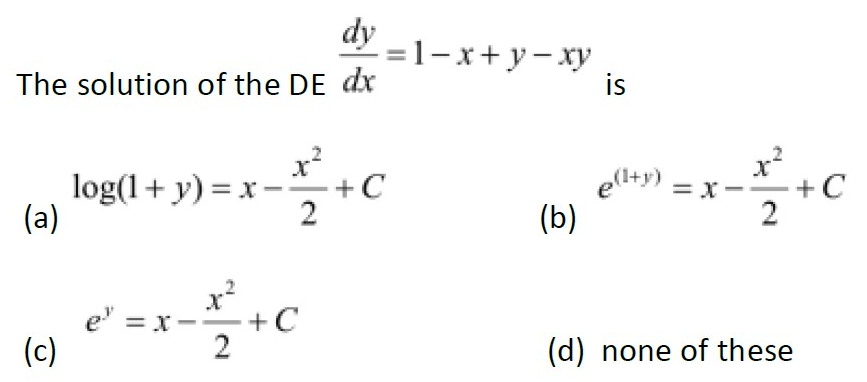 The solution of the DE dy/dx = 1 − x + y − xy is
(a) log(1 + y) = x − x²/2 + C (b) e^(1+y) = x − x²/2 + C
(c) e^y = x − x²/2 + C (d) none of these